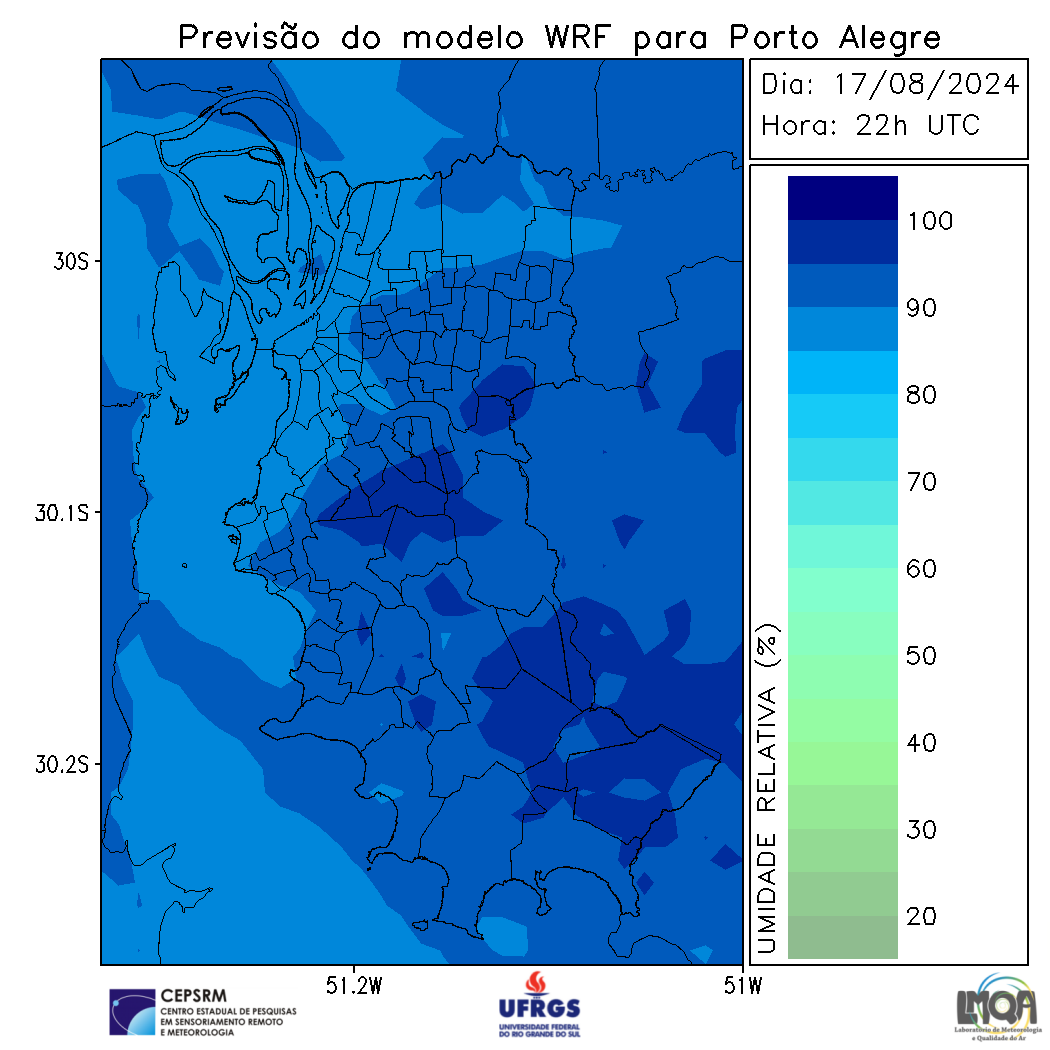 Previsão do modelo WRF para Porto Alegre
Dia: 17/08/2024
Hora: 22h UTC
30S
30.1S
30.2S
51.2W
51W
100
90
80
70
60
50
40
30
20
UMIDADE RELATIVA (%)
CEPSRM
CENTRO ESTADUAL DE PESQUISAS
EM SENSORIAMENTO REMOTO
E METEOROLOGIA
UFRGS
UNIVERSIDADE FEDERAL
DO RIO GRANDE DO SUL
LMQA
Laboratório de Meteorologia
e Qualidade do Ar